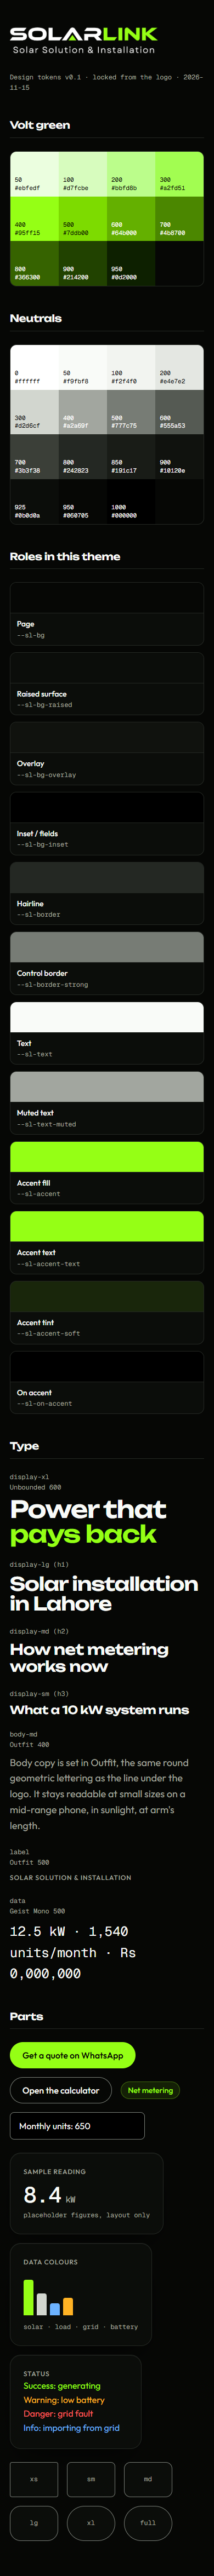 SOLARLINK
Solar Solution & Installation
Design tokens v0.1 · locked from the logo · 2026-
11-15
Volt green
50
#ebfedf
100
#d7fcbe
200
#bbfd8b
300
#a2fd51
400
#95ff15
500
#7ddb00
600
#64b000
700
#4b8700
800
#366300
900
#214200
950
#0d2000
Neutrals
0
#ffffff
50
#f9fbf8
100
#f2f4f0
200
#e4e7e2
300
#d2d6cf
400
#a2a69f
500
#777c75
600
#555a53
700
#3b3f38
800
#242823
850
#191c17
900
#10120e
925
#0b0d0a
950
#060705
1000
#000000
Roles in this theme
Page
--sl-bg
Raised surface
--sl-bg-raised
Overlay
--sl-bg-overlay
Inset / fields
--sl-bg-inset
Hairline
--sl-border
Control border
--sl-border-strong
Text
--sl-text
Muted text
--sl-text-muted
Accent fill
--sl-accent
Accent text
--sl-accent-text
Accent tint
--sl-accent-soft
On accent
--sl-on-accent
Type
display-xl
Unbounded 600
Power that
pays back
display-lg (h1)
Solar installation
in Lahore
display-md (h2)
How net metering
works now
display-sm (h3)
What a 10 kW system runs
body-md
Outfit 400
Body copy is set in Outfit, the same round
geometric lettering as the line under the
logo. It stays readable at small sizes on a
mid-range phone, in sunlight, at arm's
length.
label
Outfit 500
SOLAR SOLUTION & INSTALLATION
data
Geist Mono 500
12.5 kW · 1,540
units/month · Rs
0,000,000
Parts
Get a quote on WhatsApp
Open the calculator
Net metering
Monthly units: 650
SAMPLE READING
8.4 kW
placeholder figures, layout only
DATA COLOURS
solar · load · grid · battery
STATUS
Success: generating
Warning: low battery
Danger: grid fault
Info: importing from grid
xs
sm
md
lg
xl
full